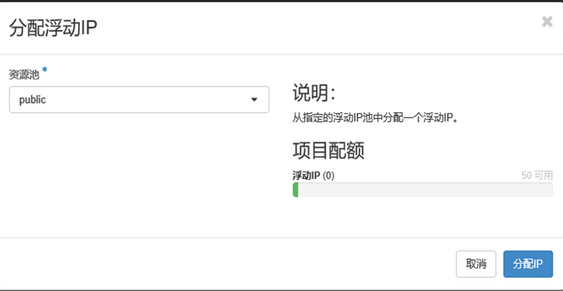 分配浮动IP
×
资源池 *
public
说明：
从指定的浮动IP池中分配一个浮动IP。
项目配额
浮动IP (0)
50 可用
取消
分配IP